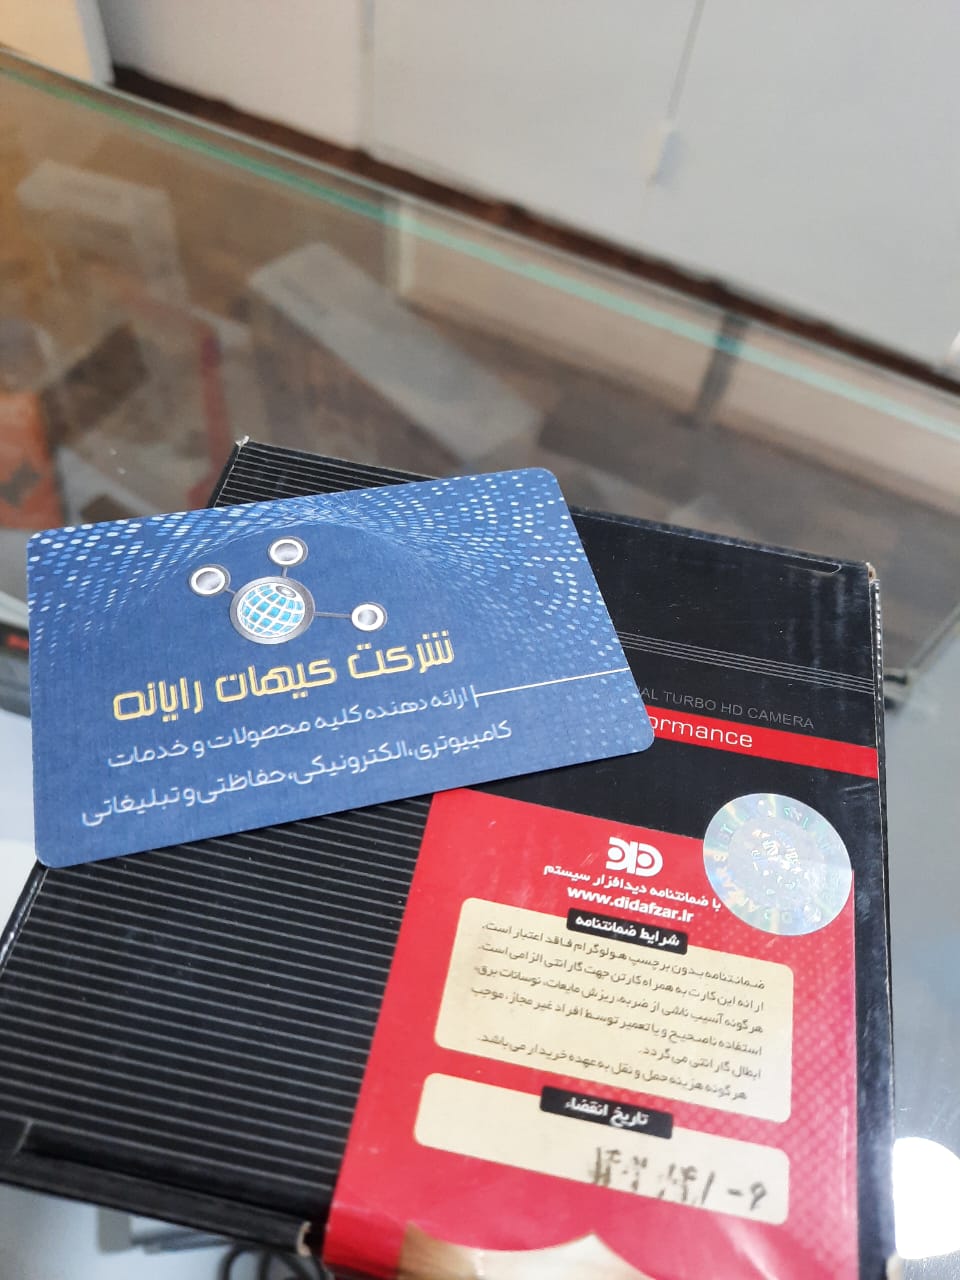 شرکت کیهان رایانه
ارائه دهنده کلیه محصولات و خدمات
کامپیوتری،الکترونیکی،حفاظتی و تبلیغاتی
AL TURBO HD CAMERA
ormance
با ضمانتنامه دیدافزار سیستم
www.didafzar.ir
شرایط ضمانتنامه
ضمانتنامه بدون برچسب هولوگرام فاقد اعتبار است.
ارائه این کارت به همراه کارتن جهت گارانتی الزامی است.
هرگونه آسیب ناشی از ضربه، ریزش مایعات، نوسانات برق،
استفاده ناصحیح و یا تعمیر توسط افراد غیر مجاز، موجب
ابطال گارانتی می گردد.
هرگونه هزینه حمل و نقل به عهده خریدار می باشد.
تاریخ انقضاء